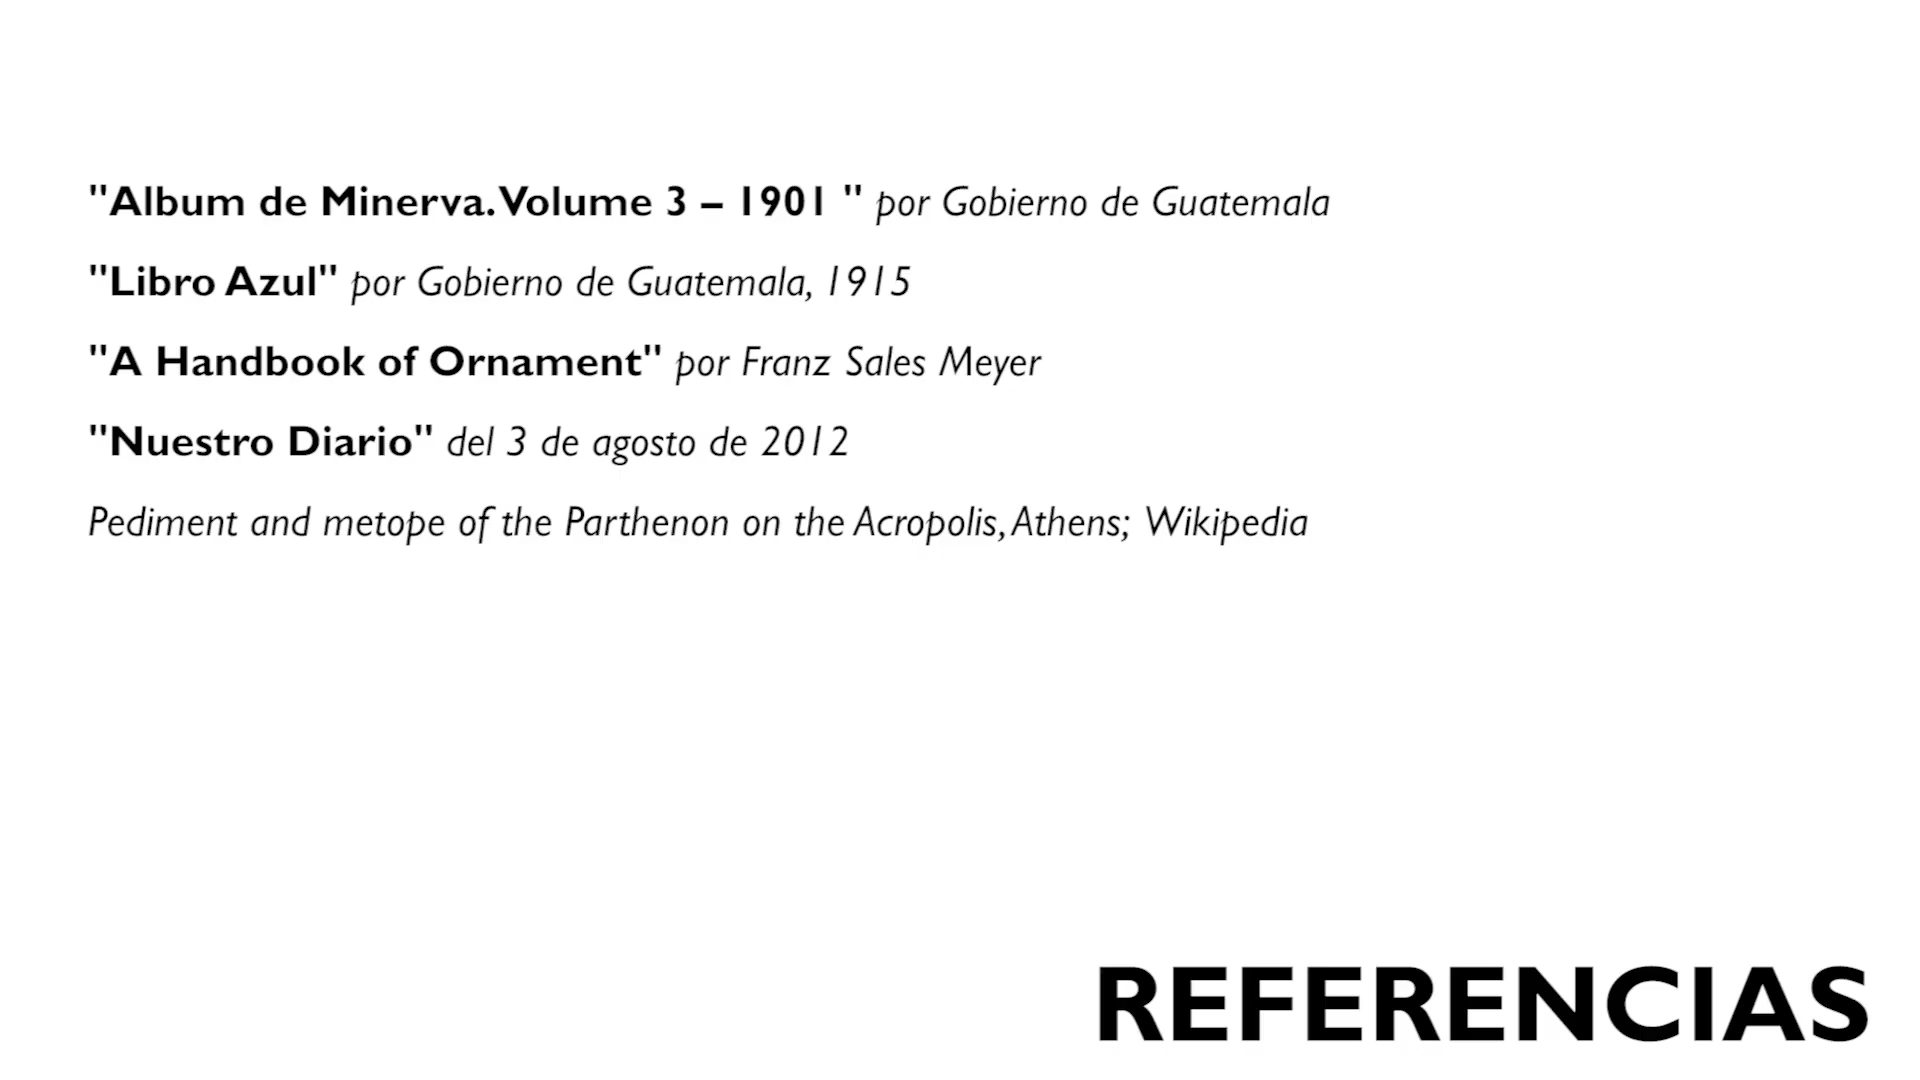 "Album de Minerva. Volume 3 – 1901 " por Gobierno de Guatemala
"Libro Azul" por Gobierno de Guatemala, 1915
"A Handbook of Ornament" por Franz Sales Meyer
"Nuestro Diario" del 3 de agosto de 2012
Pediment and metope of the Parthenon on the Acropolis, Athens; Wikipedia
REFERENCIAS